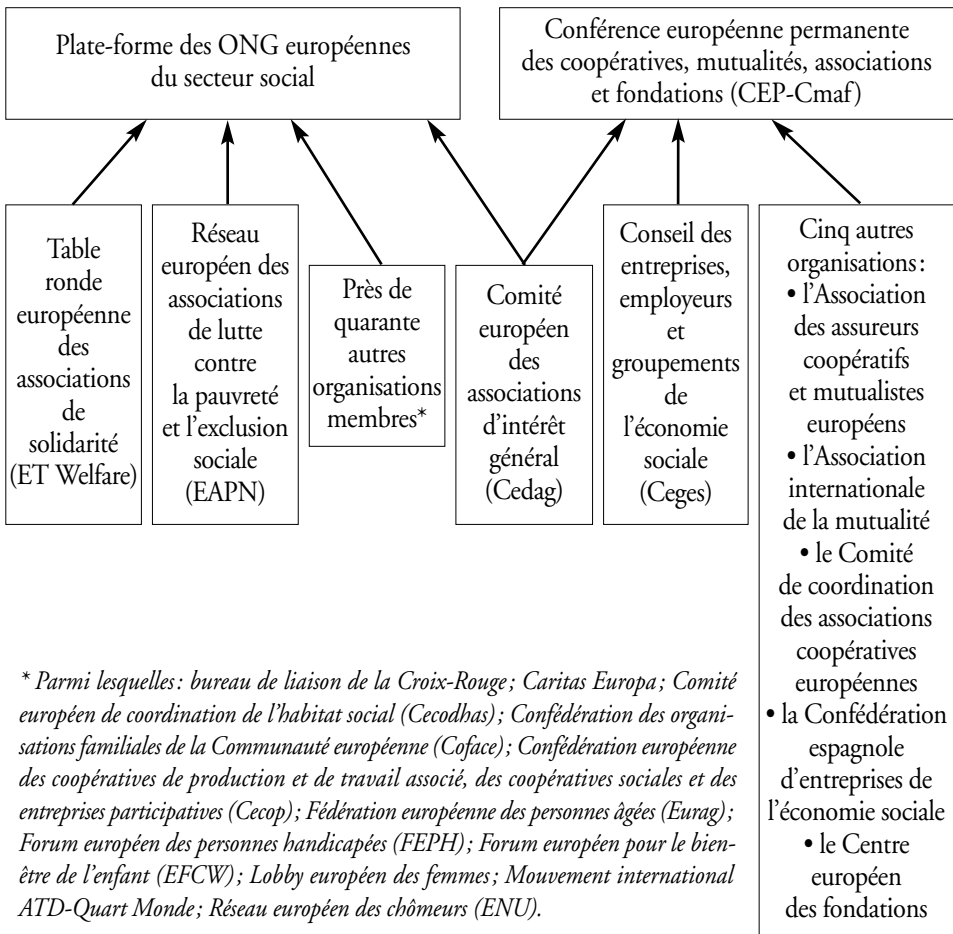 Plate-forme des ONG européennes
du secteur social
Conférence européenne permanente
des coopératives, mutualités, associations
et fondations (CEP-Cmaf)
Table
ronde
européenne
des
associations
de
solidarité
(ET Welfare)
Réseau
européen des
associations
de lutte
contre
la pauvreté
et l'exclusion
sociale
(EAPN)
Près de
quarante
autres
organisations
membres*
Comité
européen
des
associations
d'intérêt
général
(Cedag)
Conseil des
entreprises,
employeurs
et
groupements
de
l'économie
sociale
(Ceges)
Cinq autres
organisations :
• l'Association
des assureurs
coopératifs
et mutualistes
européens
• l'Association
internationale
de la mutualité
• le Comité
de coordination
des associations
coopératives
européennes
• la Confédération
espagnole
d'entreprises de
l'économie sociale
• le Centre
européen
des fondations
* Parmi lesquelles : bureau de liaison de la Croix-Rouge ; Caritas Europa ; Comité
européen de coordination de l'habitat social (Cecodhas) ; Confédération des organi-
sations familiales de la Communauté européenne (Coface) ; Confédération européenne
des coopératives de production et de travail associé, des coopératives sociales et des
entreprises participatives (Cecop) ; Fédération européenne des personnes âgées (Eurag) ;
Forum européen des personnes handicapées (FEPH) ; Forum européen pour le bien-
être de l'enfant (EFCW) ; Lobby européen des femmes ; Mouvement international
ATD-Quart Monde ; Réseau européen des chômeurs (ENU).